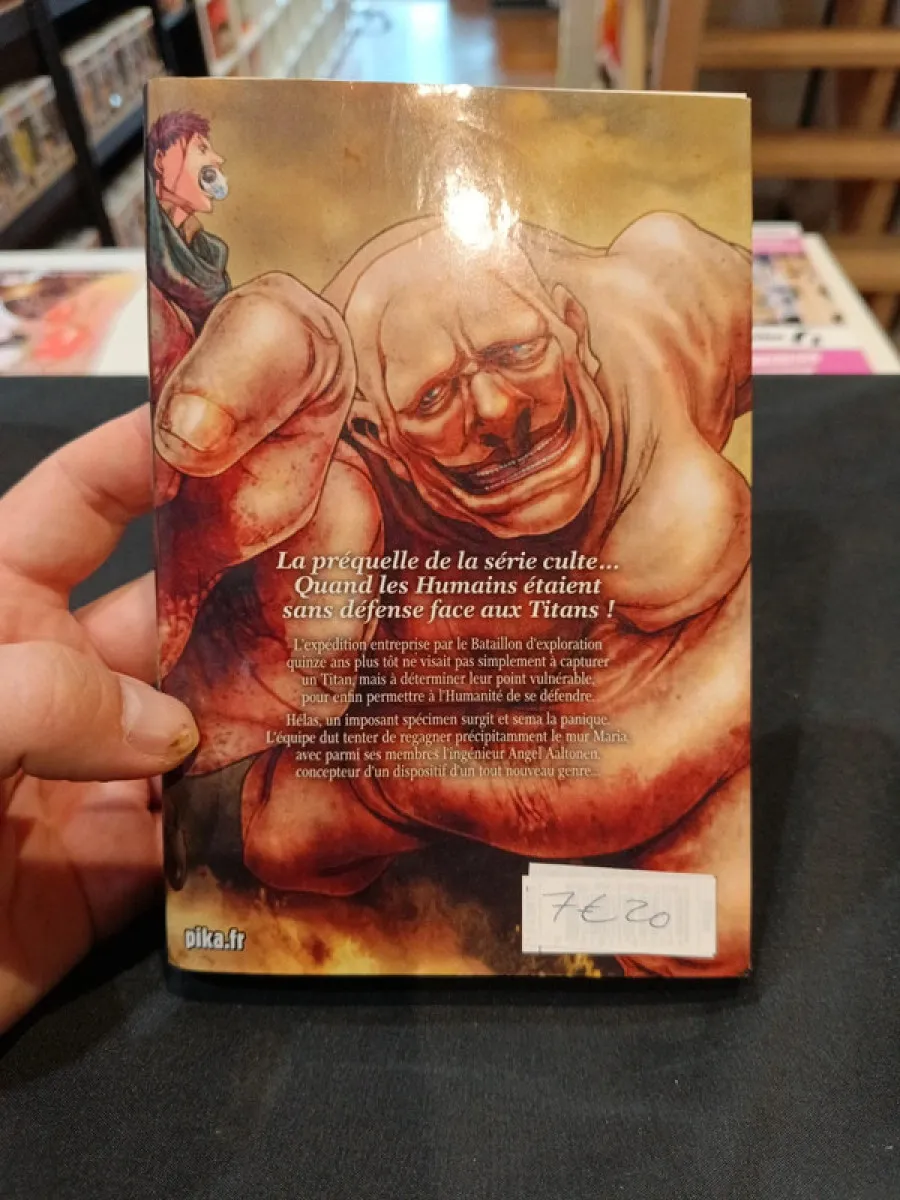 La préquelle de la série culte...
Quand les Humains étaient
sans défense face aux Titans !
L'expédition entreprise par le Bataillon d'exploration
quinze ans plus tôt ne visait pas simplement à capturer
un Titan, mais à déterminer leur point vulnérable,
pour enfin permettre à l'Humanité de se défendre.
Hélas, un imposant spécimen surgit et sema la panique.
L'équipe dut tenter de regagner précipitamment le mur Maria,
avec parmi ses membres l'ingénieur Angel Aaltonen,
concepteur d'un dispositif d'un tout nouveau genre...
7€20
pika.fr